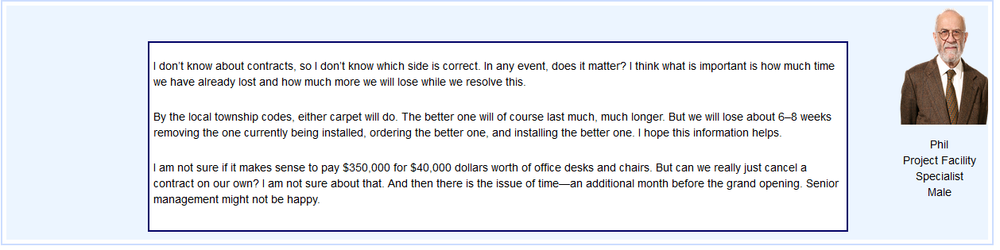 I don't know about contracts, so I don't know which side is correct. In any event, does it matter? I think what is important is how much time
we have already lost and how much more we will lose while we resolve this.
By the local township codes, either carpet will do. The better one will of course last much, much longer. But we will lose about 6–8 weeks
removing the one currently being installed, ordering the better one, and installing the better one. I hope this information helps.
I am not sure if it makes sense to pay $350,000 for $40,000 dollars worth of office desks and chairs. But can we really just cancel a
contract on our own? I am not sure about that. And then there is the issue of time—an additional month before the grand opening. Senior
management might not be happy.
Phil
Project Facility
Specialist
Male